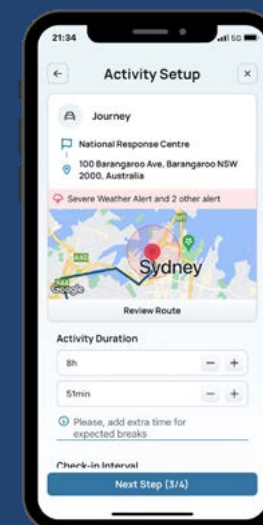 21:34
5G
Activity Setup
Journey
National Response Centre
100 Barangaroo Ave, Barangaroo NSW
2000, Australia
Severe Weather Alert and 2 other alert
A40
Sydney
Google
Review Route
Activity Duration
8h
51min
Please, add extra time for
expected breaks
Check-in Interval
Next Step (3/4)